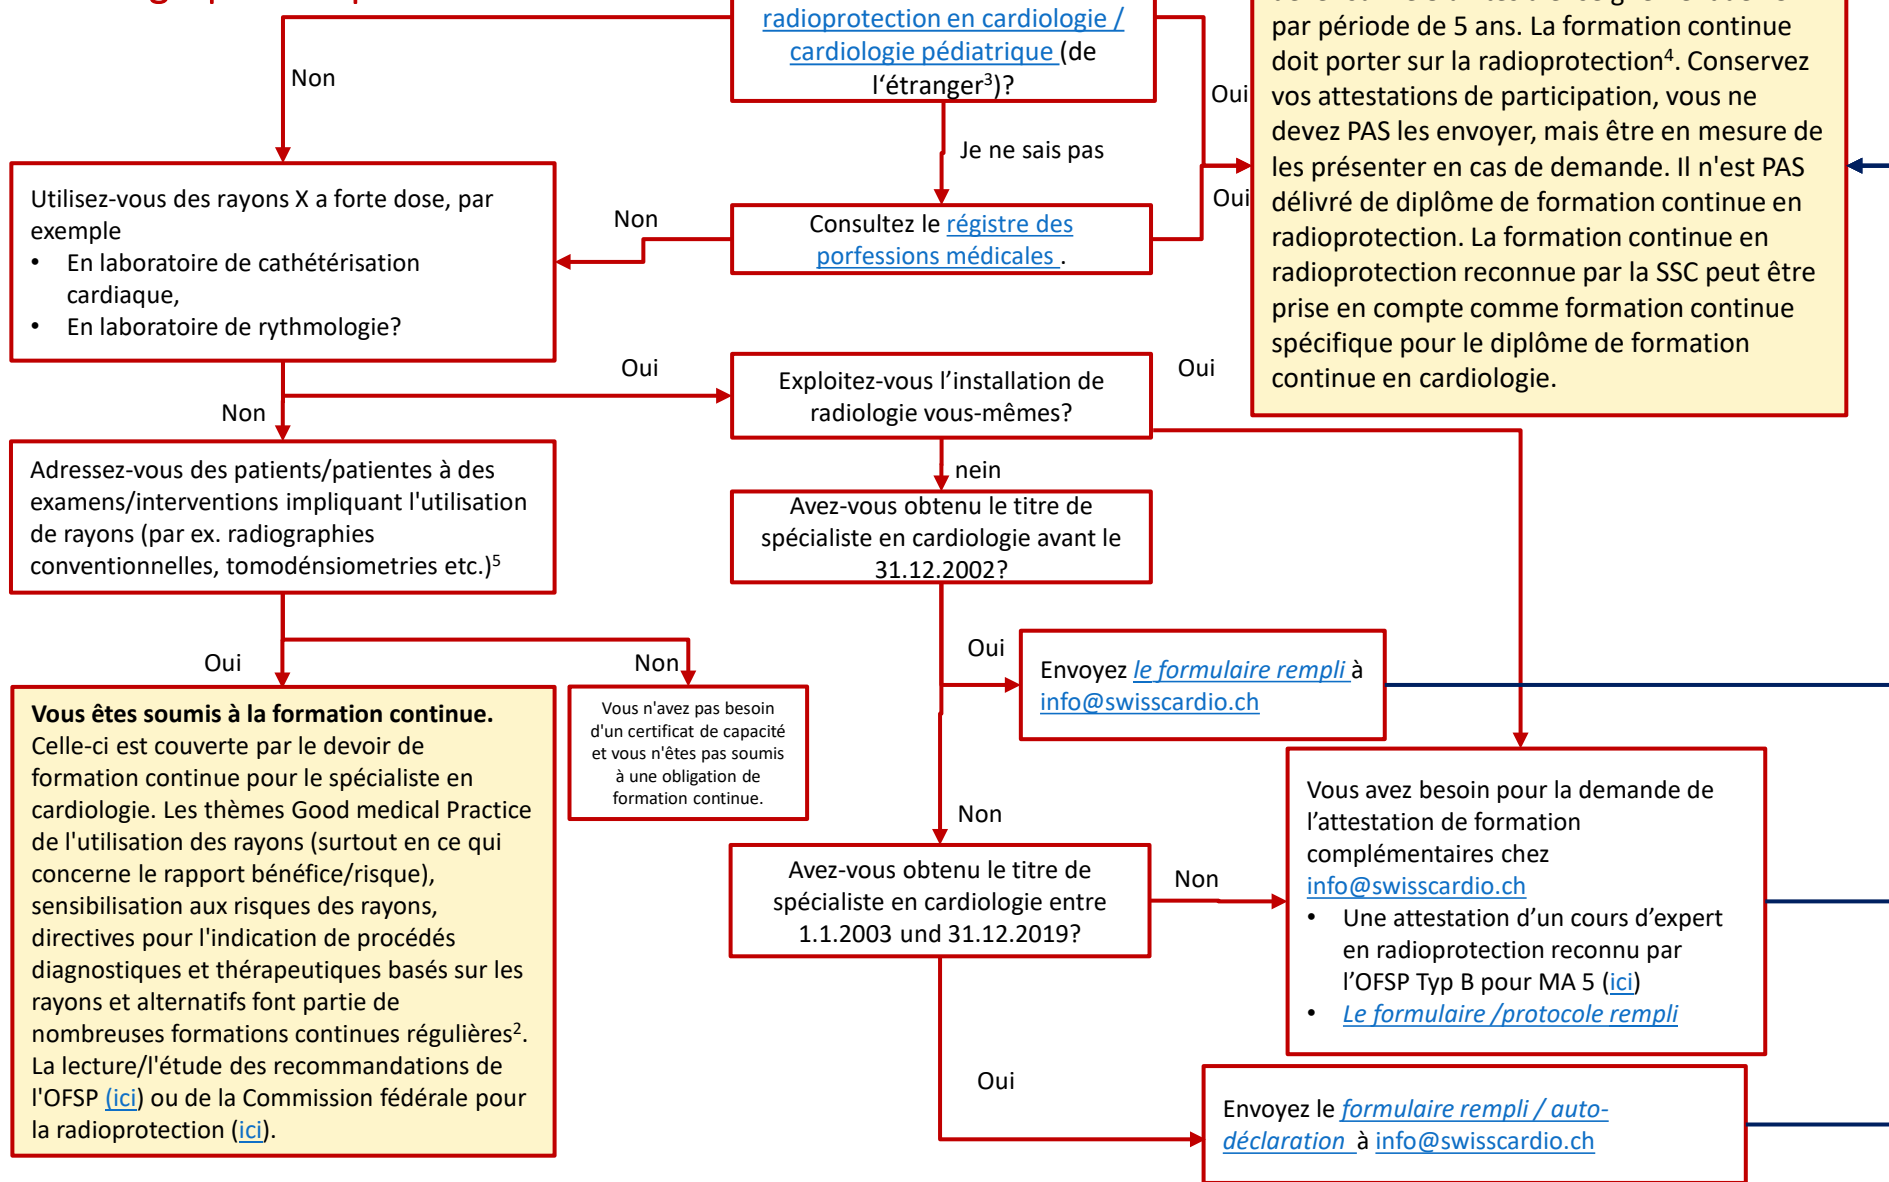 radioprotection en cardiologie /
cardiologie pédiatrique (de
l‘étranger3)?
Non
Oui
Je ne sais pas
par période de 5 ans. La formation continue
doit porter sur la radioprotection4. Conservez
vos attestations de participation, vous ne
devez PAS les envoyer, mais être en mesure de
les présenter en cas de demande. Il n'est PAS
délivré de diplôme de formation continue en
radioprotection. La formation continue en
radioprotection reconnue par la SSC peut être
prise en compte comme formation continue
spécifique pour le diplôme de formation
continue en cardiologie.
Utilisez-vous des rayons X a forte dose, par
exemple
• En laboratoire de cathétérisation
cardiaque,
• En laboratoire de rythmologie?
Non
Consultez le régistre des
porfessions médicales .
Oui
Oui
Exploitez-vous l’installation de
radiologie vous-mêmes?
Oui
Non
nein
Adressez-vous des patients/patientes à des
examens/interventions impliquant l'utilisation
de rayons (par ex. radiographies
conventionnelles, tomodénsiometries etc.)5
Avez-vous obtenu le titre de
spécialiste en cardiologie avant le
31.12.2002?
Oui
Non
Oui
Envoyez le formulaire rempli à
info@swisscardio.ch
Vous êtes soumis à la formation continue.
Celle-ci est couverte par le devoir de
formation continue pour le spécialiste en
cardiologie. Les thèmes Good medical Practice
de l'utilisation des rayons (surtout en ce qui
concerne le rapport bénéfice/risque),
sensibilisation aux risques des rayons,
directives pour l'indication de procédés
diagnostiques et thérapeutiques basés sur les
rayons et alternatifs font partie de
nombreuses formations continues régulières2.
La lecture/l'étude des recommandations de
l'OFSP (ici) ou de la Commission fédérale pour
la radioprotection (ici).
Vous n'avez pas besoin
d'un certificat de capacité
et vous n'êtes pas soumis
à une obligation de
formation continue.
Non
Avez-vous obtenu le titre de
spécialiste en cardiologie entre
1.1.2003 und 31.12.2019?
Non
Vous avez besoin pour la demande de
l’attestation de formation
complémentaires chez
info@swisscardio.ch
• Une attestation d’un cours d’expert
en radioprotection reconnu par
l’OFSP Typ B pour MA 5 (ici)
• Le formulaire /protocole rempli
Oui
Envoyez le formulaire rempli / auto-
déclaration à info@swisscardio.ch